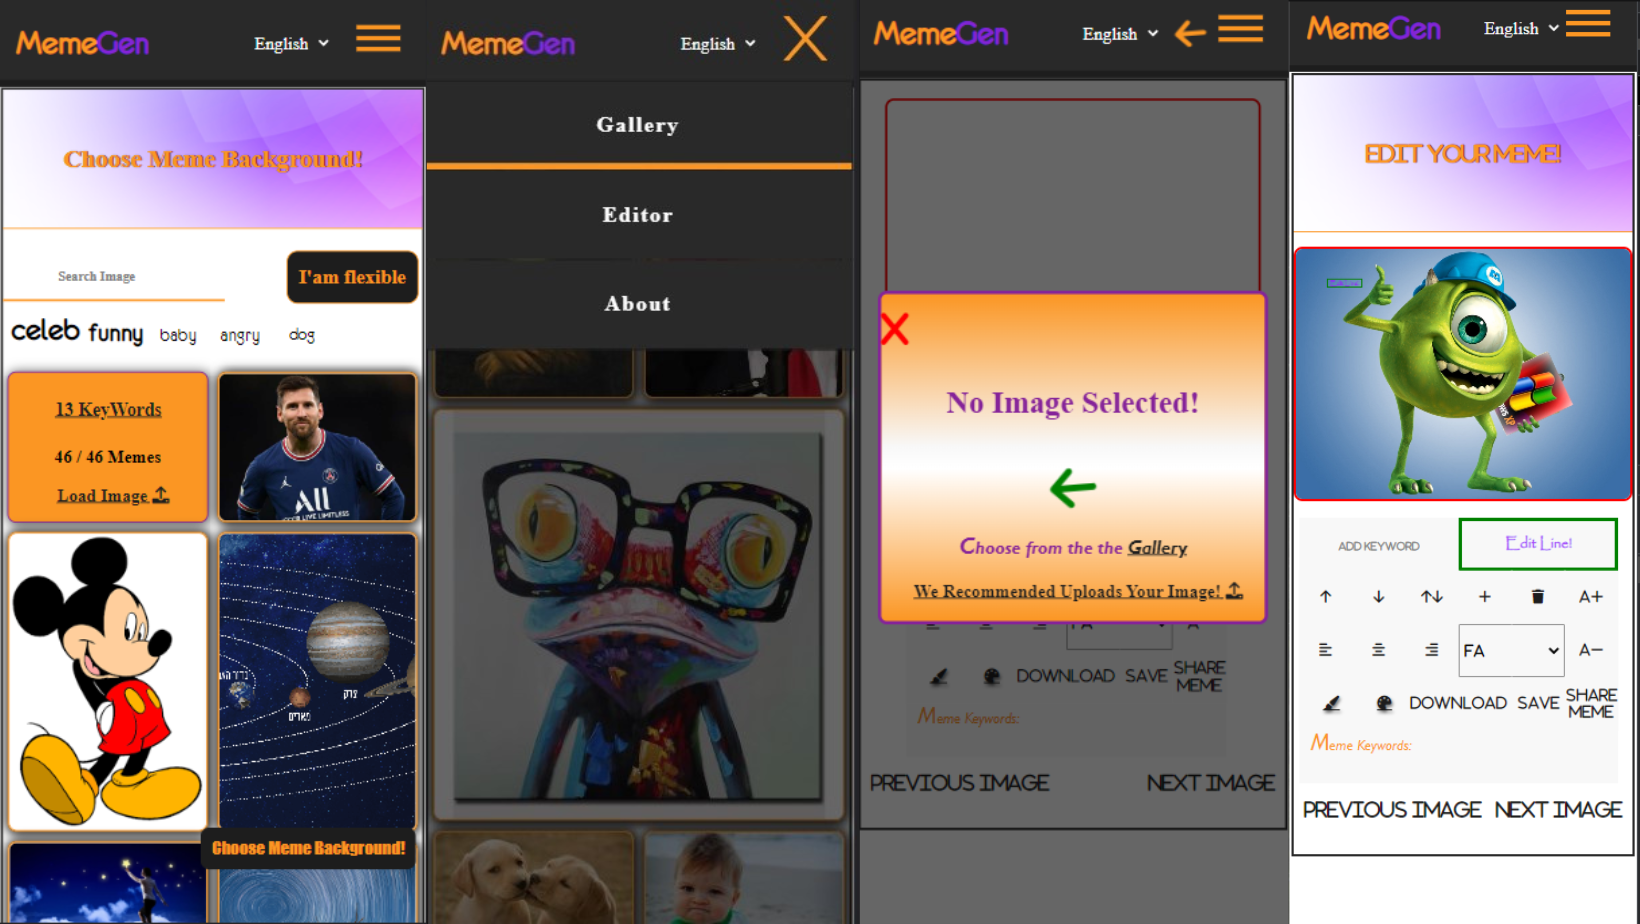 MemeGen
English
Choose Meme Background!
Search Image
I'am flexible
celeb funny baby angry dog
13 KeyWords
46 / 46 Memes
Load Image
All
צדק
מארים
Choose Meme Background!
MemeGen
English
Gallery
Editor
About
MemeGen
English
No Image Selected!
Choose from the the Gallery
We Recommended Uploads Your Image!
DOWNLOAD SAVE SHARE MEME
Meme Keywords:
PREVIOUS IMAGE NEXT IMAGE
MemeGen
English
EDIT YOUR MEME!
ADD KEYWORD
Edit Line!
A+
FA
A−
DOWNLOAD SAVE SHARE MEME
Meme Keywords:
PREVIOUS IMAGE NEXT IMAGE